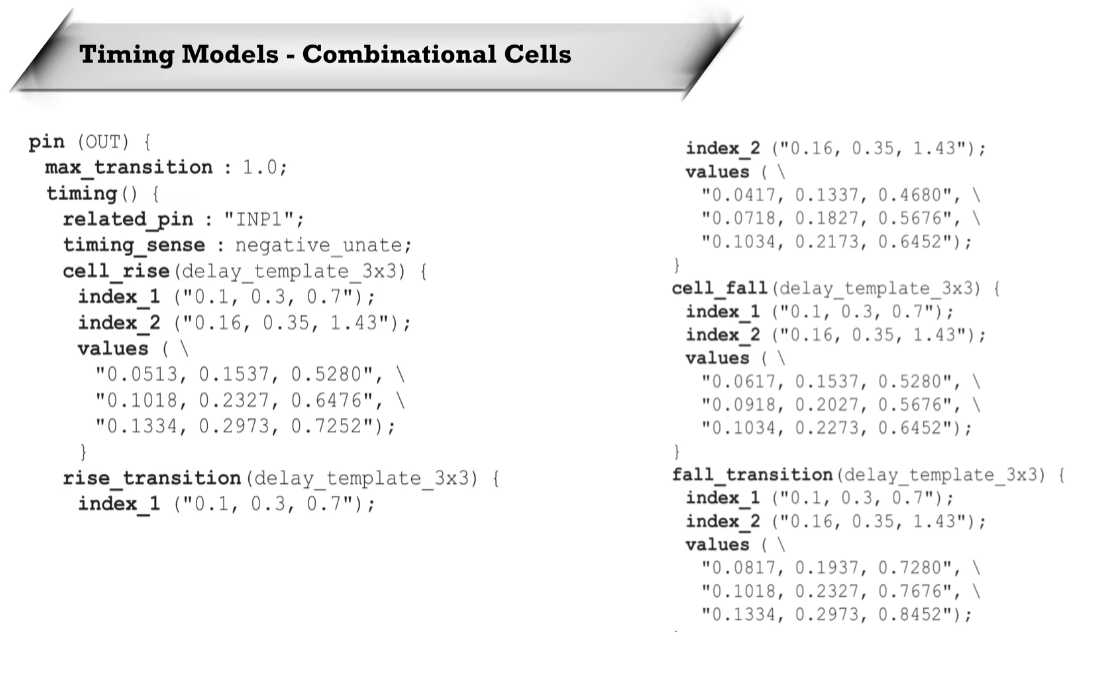 Timing Models - Combinational Cells
pin (OUT) {
max_transition : 1.0;
timing() {
related_pin : "INP1";
timing_sense : negative_unate;
cell_rise(delay_template_3x3) {
index_1 ("0.1, 0.3, 0.7");
index_2 ("0.16, 0.35, 1.43");
values ( \
"0.0513, 0.1537, 0.5280", \
"0.1018, 0.2327, 0.6476", \
"0.1334, 0.2973, 0.7252");
}
rise_transition(delay_template_3x3) {
index_1 ("0.1, 0.3, 0.7");
index_2 ("0.16, 0.35, 1.43");
values ( \
"0.0417, 0.1337, 0.4680", \
"0.0718, 0.1827, 0.5676", \
"0.1034, 0.2173, 0.6452");
}
cell_fall(delay_template_3x3) {
index_1 ("0.1, 0.3, 0.7");
index_2 ("0.16, 0.35, 1.43");
values ( \
"0.0617, 0.1537, 0.5280", \
"0.0918, 0.2027, 0.5676", \
"0.1034, 0.2273, 0.6452");
}
fall_transition(delay_template_3x3) {
index_1 ("0.1, 0.3, 0.7");
index_2 ("0.16, 0.35, 1.43");
values ( \
"0.0817, 0.1937, 0.7280", \
"0.1018, 0.2327, 0.7676", \
"0.1334, 0.2973, 0.8452");